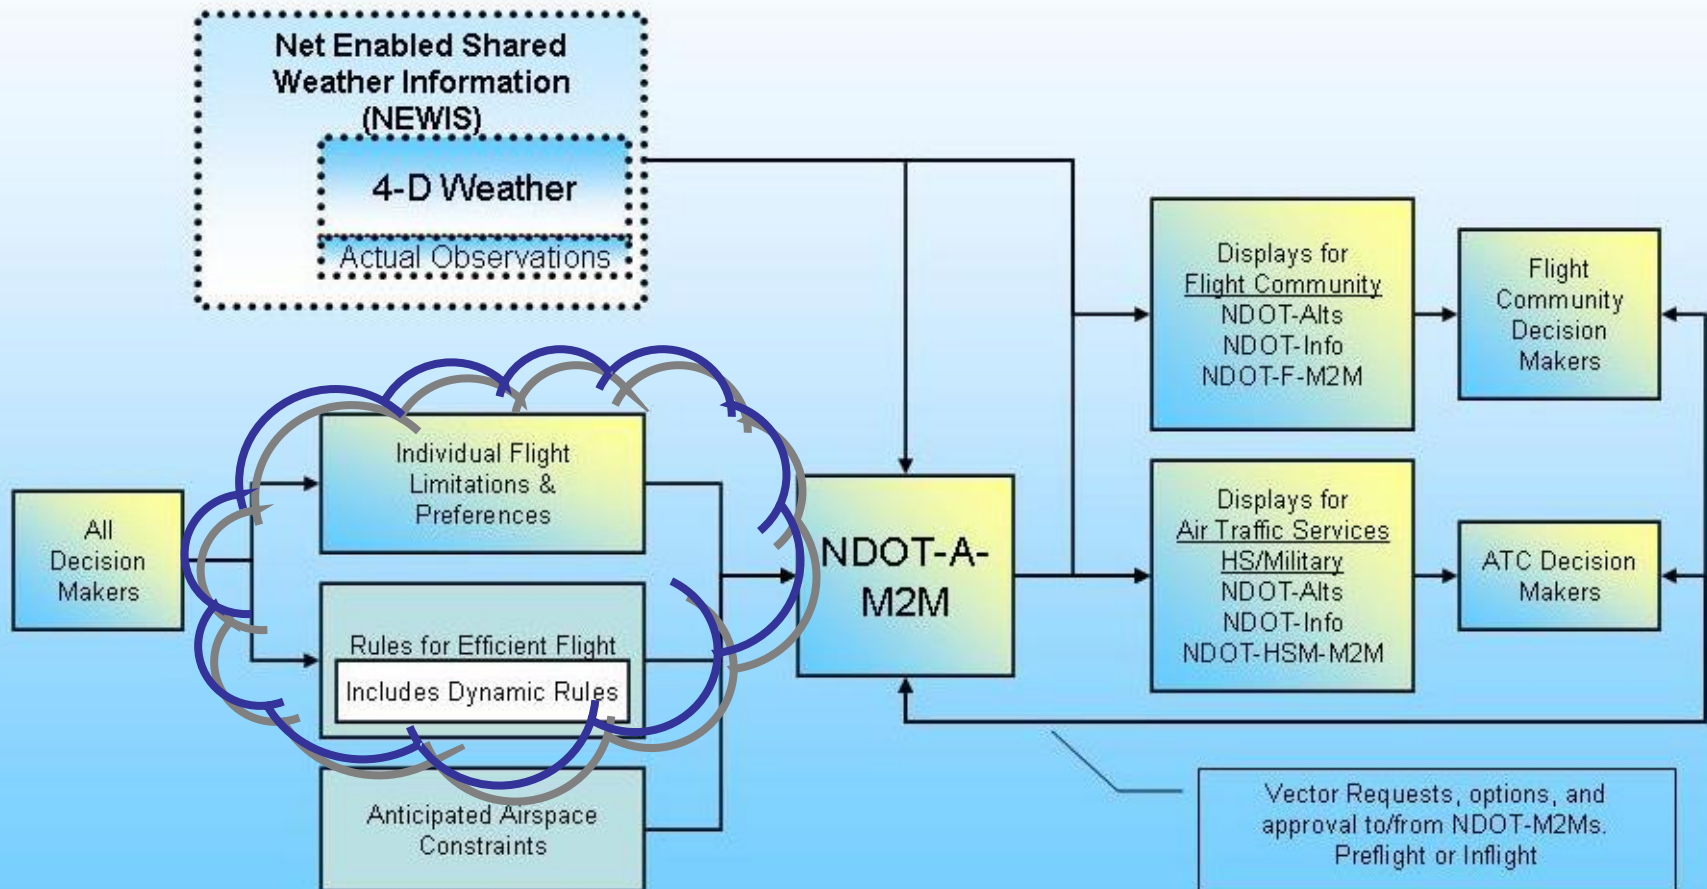 Net Enabled Shared
Weather Information
(NEWIS)
4-D Weather
Actual Observations
All
Decision
Makers
Individual Flight
Limitations &
Preferences
Rules for Efficient Flight
Includes Dynamic Rules
Anticipated Airspace
Constraints
NDOT-A-
M2M
Displays for
Flight Community
NDOT-Alts
NDOT-Info
NDOT-F-M2M
Flight
Community
Decision
Makers
Displays for
Air Traffic Services
HS/Military
NDOT-Alts
NDOT-Info
NDOT-HSM-M2M
ATC Decision
Makers
Vector Requests, options, and
approval to/from NDOT-M2Ms.
Preflight or Inflight